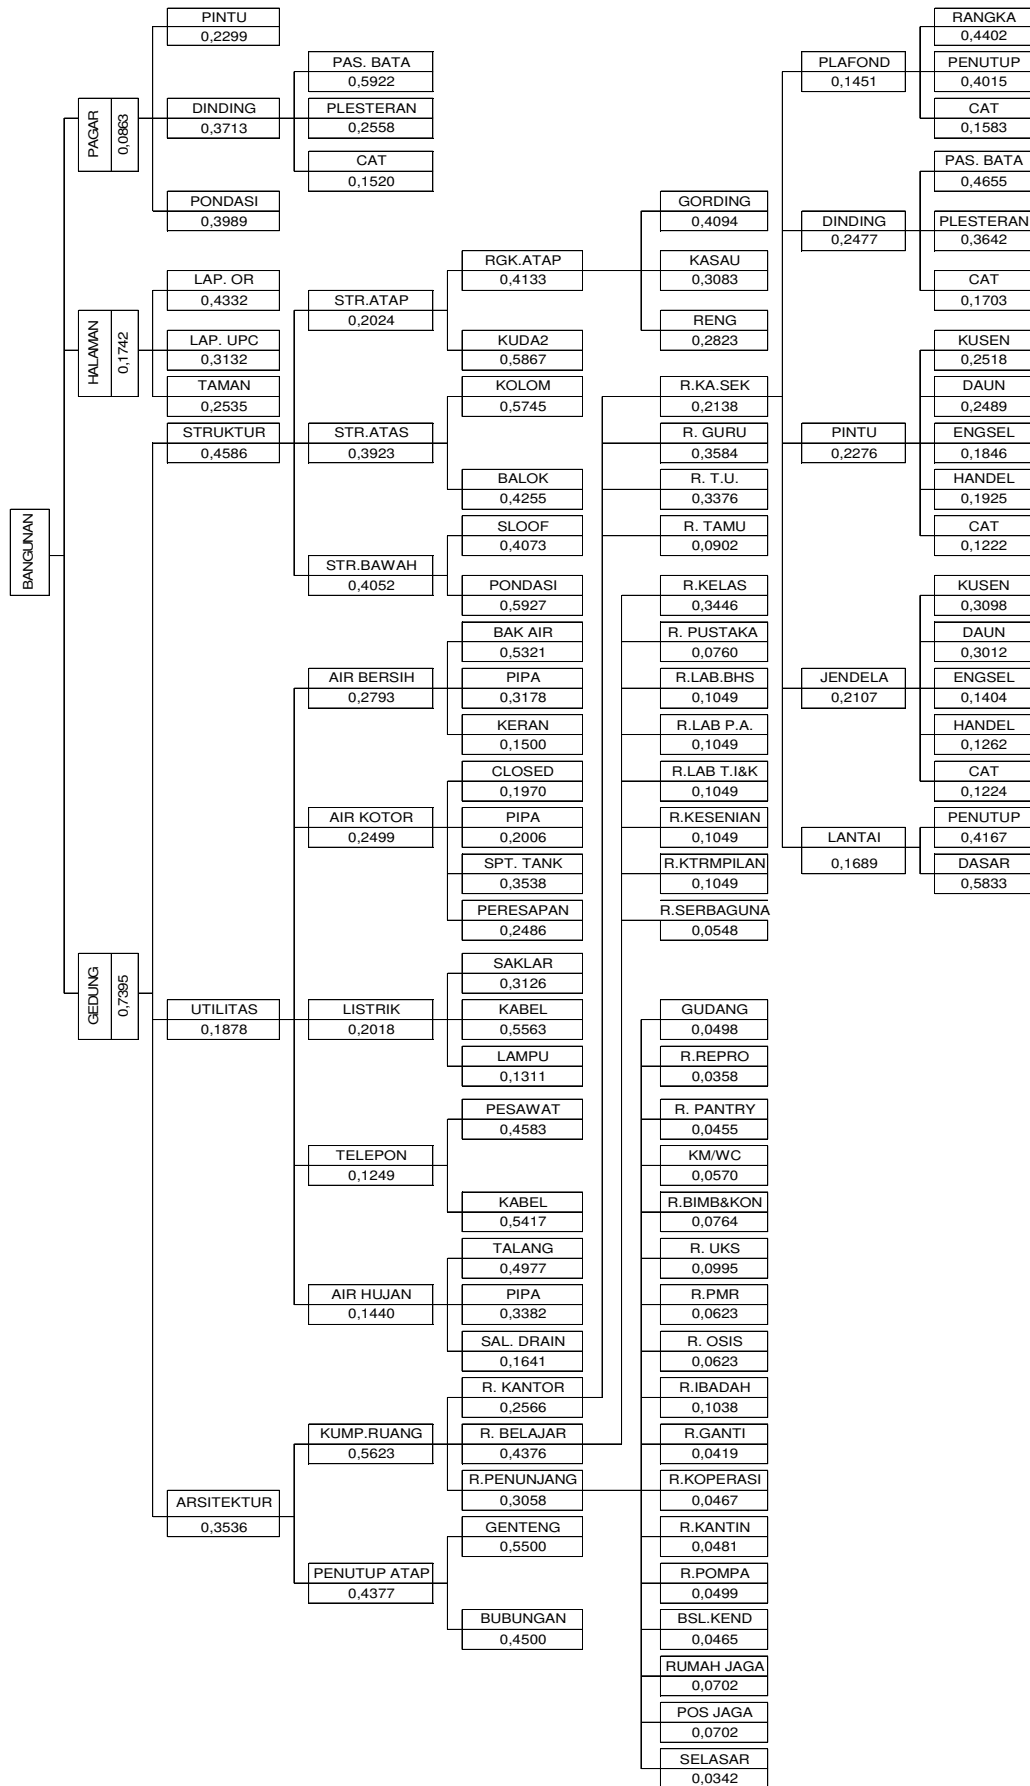 BANGUNAN
PAGAR
0,0863
PINTU
0,2299
DINDING
0,3713
PAS. BATA
0,5922
PLESTERAN
0,2558
CAT
0,1520
PONDASI
0,3989
HALAMAN
0,1742
LAP. OR
0,4332
LAP. UPC
0,3132
TAMAN
0,2535
GEDUNG
0,7395
STRUKTUR
0,4586
STR.ATAP
0,2024
RGK.ATAP
0,4133
GORDING
0,4094
KASAU
0,3083
RENG
0,2823
KUDA2
0,5867
STR.ATAS
0,3923
KOLOM
0,5745
BALOK
0,4255
STR.BAWAH
0,4052
SLOOF
0,4073
PONDASI
0,5927
UTILITAS
0,1878
AIR BERSIH
0,2793
BAK AIR
0,5321
PIPA
0,3178
KERAN
0,1500
AIR KOTOR
0,2499
CLOSED
0,1970
PIPA
0,2006
SPT. TANK
0,3538
PERESAPAN
0,2486
LISTRIK
0,2018
SAKLAR
0,3126
KABEL
0,5563
LAMPU
0,1311
TELEPON
0,1249
PESAWAT
0,4583
KABEL
0,5417
AIR HUJAN
0,1440
TALANG
0,4977
PIPA
0,3382
SAL. DRAIN
0,1641
ARSITEKTUR
0,3536
KUMP.RUANG
0,5623
R. KANTOR
0,2566
R. BELAJAR
0,4376
R.PENUNJANG
0,3058
PENUTUP ATAP
0,4377
GENTENG
0,5500
BUBUNGAN
0,4500
R.KA.SEK
0,2138
R. GURU
0,3584
R. T.U.
0,3376
R. TAMU
0,0902
R.KELAS
0,3446
R. PUSTAKA
0,0760
R.LAB.BHS
0,1049
R.LAB P.A.
0,1049
R.LAB T.I&K
0,1049
R.KESENIAN
0,1049
R.KTRMPILAN
0,1049
R.SERBAGUNA
0,0548
GUDANG
0,0498
R.REPRO
0,0358
R. PANTRY
0,0455
KM/WC
0,0570
R.BIMB&KON
0,0764
R. UKS
0,0995
R.PMR
0,0623
R. OSIS
0,0623
R.IBADAH
0,1038
R.GANTI
0,0419
R.KOPERASI
0,0467
R.KANTIN
0,0481
R.POMPA
0,0499
BSL.KEND
0,0465
RUMAH JAGA
0,0702
POS JAGA
0,0702
SELASAR
0,0342
PLAFOND
0,1451
RANGKA
0,4402
PENUTUP
0,4015
CAT
0,1583
DINDING
0,2477
PAS. BATA
0,4655
PLESTERAN
0,3642
CAT
0,1703
PINTU
0,2276
KUSEN
0,2518
DAUN
0,2489
ENGSEL
0,1846
HANDEL
0,1925
CAT
0,1222
JENDELA
0,2107
KUSEN
0,3098
DAUN
0,3012
ENGSEL
0,1404
HANDEL
0,1262
CAT
0,1224
LANTAI
0,1689
PENUTUP
0,4167
DASAR
0,5833